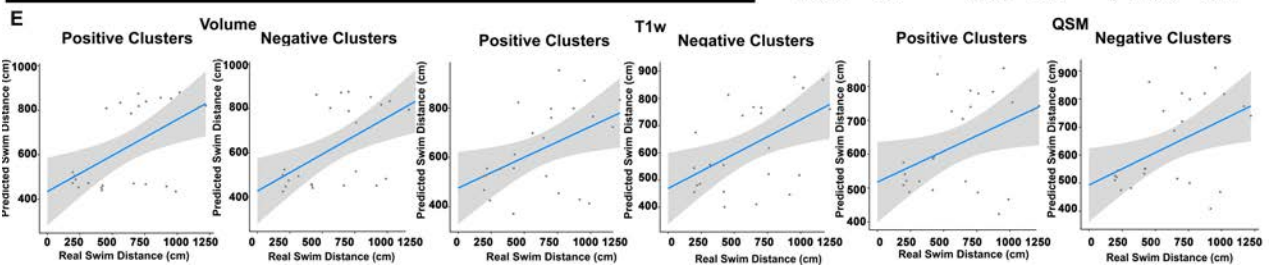 E
Volume
T1w
QSM
Positive Clusters
Negative Clusters
Positive Clusters
Negative Clusters
Positive Clusters
Negative Clusters
Predicted Swim Distance (cm)
1000
800
600
400
0 250 500 750 1000 1250
Real Swim Distance (cm)
Predicted Swim Distance (cm)
1000
800
600
400
0 250 500 750 1000 1250
Real Swim Distance (cm)
Predicted Swim Distance (cm)
800
600
400
0 250 500 750 1000 1250
Real Swim Distance (cm)
Predicted Swim Distance (cm)
900
800
700
600
500
400
0 250 500 750 1000 1250
Real Swim Distance (cm)
Predicted Swim Distance (cm)
800
700
600
500
400
0 250 500 750 1000 1250
Real Swim Distance (cm)
Predicted Swim Distance (cm)
900
800
700
600
500
400
0 250 500 750 1000 1250
Real Swim Distance (cm)